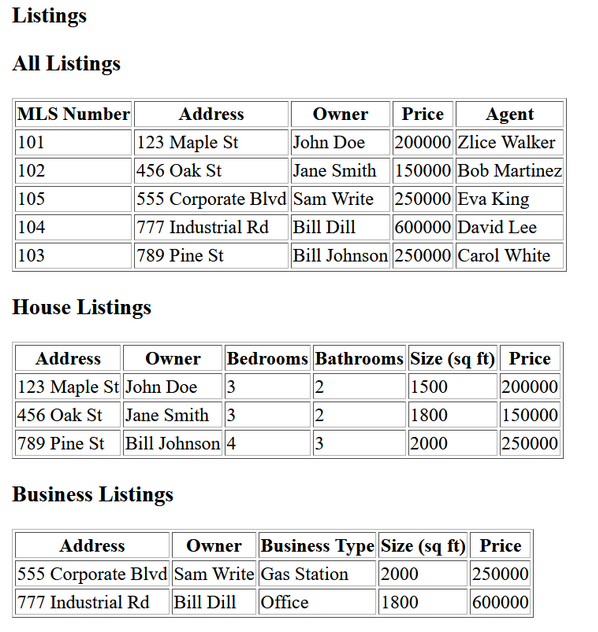 Listings
All Listings
MLS Number Address Owner Price Agent
101 123 Maple St John Doe 200000 Zlice Walker
102 456 Oak St Jane Smith 150000 Bob Martinez
105 555 Corporate Blvd Sam Write 250000 Eva King
104 777 Industrial Rd Bill Dill 600000 David Lee
103 789 Pine St Bill Johnson 250000 Carol White
House Listings
Address Owner Bedrooms Bathrooms Size (sq ft) Price
123 Maple St John Doe 3 2 1500 200000
456 Oak St Jane Smith 3 2 1800 150000
789 Pine St Bill Johnson 4 3 2000 250000
Business Listings
Address Owner Business Type Size (sq ft) Price
555 Corporate Blvd Sam Write Gas Station 2000 250000
777 Industrial Rd Bill Dill Office 1800 600000